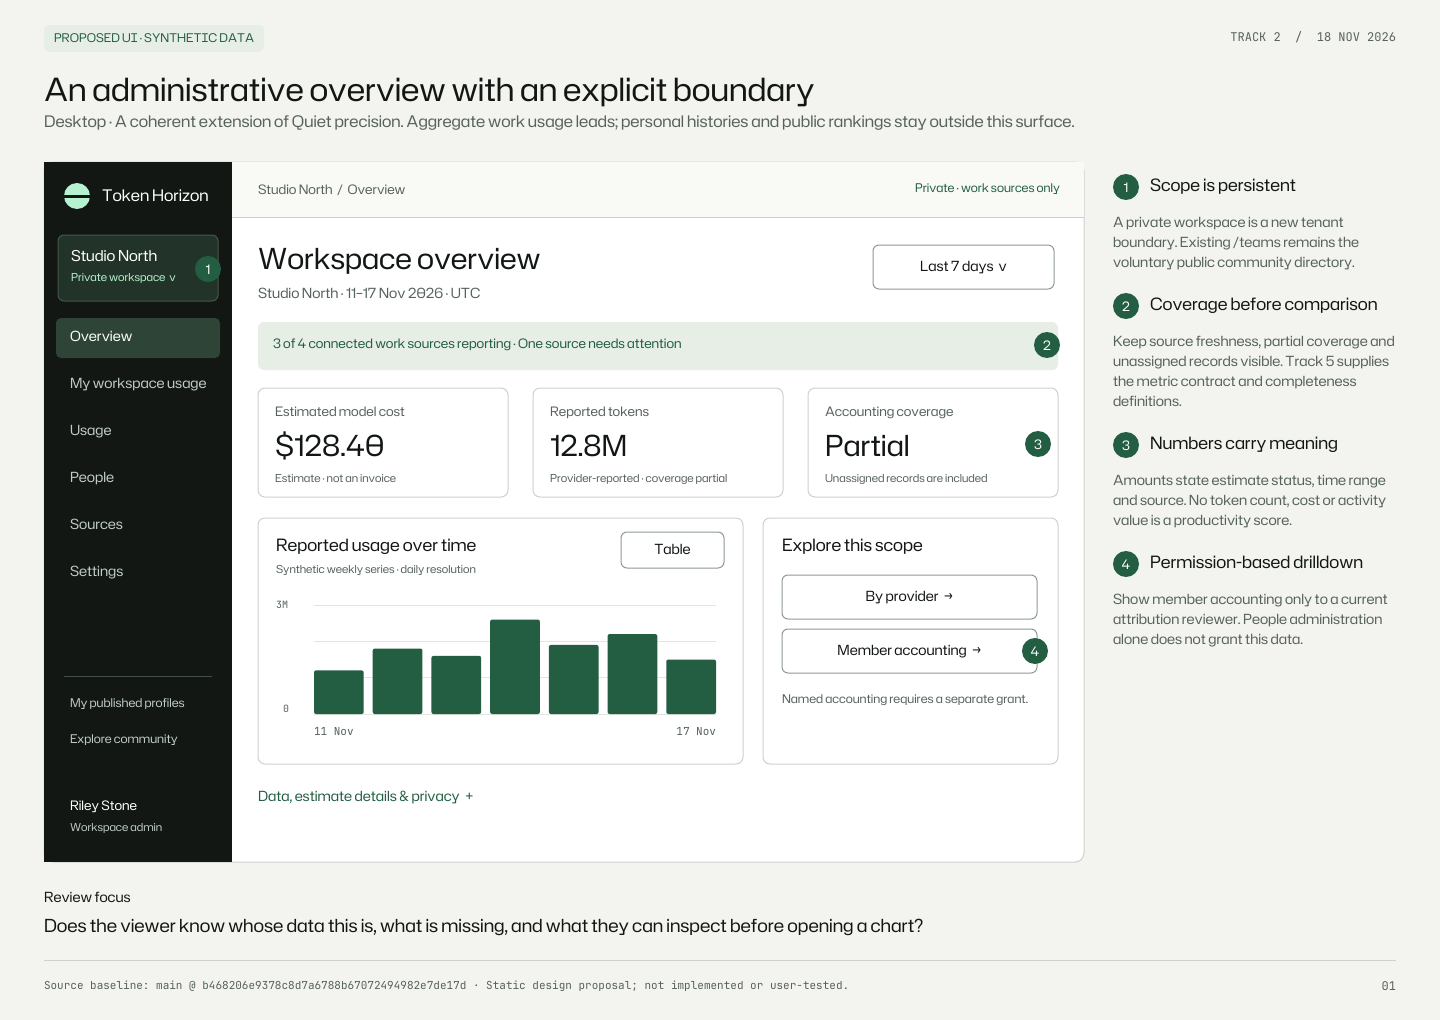 PROPOSED UI · SYNTHETIC DATA
TRACK 2 / 18 NOV 2026
An administrative overview with an explicit boundary
Desktop · A coherent extension of Quiet precision. Aggregate work usage leads; personal histories and public rankings stay outside this surface.
Token Horizon
Studio North
Private workspace v
1
Overview
My workspace usage
Usage
People
Sources
Settings
My published profiles
Explore community
Riley Stone
Workspace admin
Studio North / Overview
Private · work sources only
Workspace overview
Studio North · 11–17 Nov 2026 · UTC
Last 7 days v
3 of 4 connected work sources reporting · One source needs attention
2
Estimated model cost
$128.40
Estimate · not an invoice
Reported tokens
12.8M
Provider-reported · coverage partial
Accounting coverage
Partial
3
Unassigned records are included
Reported usage over time
Synthetic weekly series · daily resolution
Table
3M
0
11 Nov
17 Nov
Explore this scope
By provider →
Member accounting →
4
Named accounting requires a separate grant.
Data, estimate details & privacy +
1 Scope is persistent
A private workspace is a new tenant
boundary. Existing /teams remains the
voluntary public community directory.
2 Coverage before comparison
Keep source freshness, partial coverage and
unassigned records visible. Track 5 supplies
the metric contract and completeness
definitions.
3 Numbers carry meaning
Amounts state estimate status, time range
and source. No token count, cost or activity
value is a productivity score.
4 Permission-based drilldown
Show member accounting only to a current
attribution reviewer. People administration
alone does not grant this data.
Review focus
Does the viewer know whose data this is, what is missing, and what they can inspect before opening a chart?
Source baseline: main @ b468206e9378c8d7a6788b67072494982e7de17d · Static design proposal; not implemented or user-tested.
01